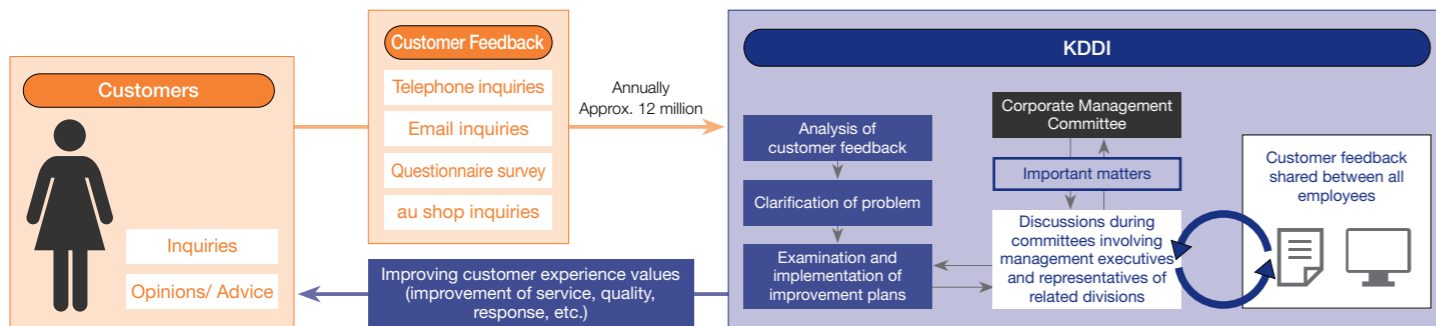 Customers
Inquiries
Opinions/ Advice
Customer Feedback
Telephone inquiries
Email inquiries
Questionnaire survey
au shop inquiries
Annually
Approx. 12 million
KDDI
Analysis of
customer feedback
Clarification of problem
Examination and
implementation of
improvement plans
Corporate Management
Committee
Important matters
Discussions during
committees involving
management executives
and representatives of
related divisions
Customer feedback
shared between all
employees
Improving customer experience values
(improvement of service, quality,
response, etc.)